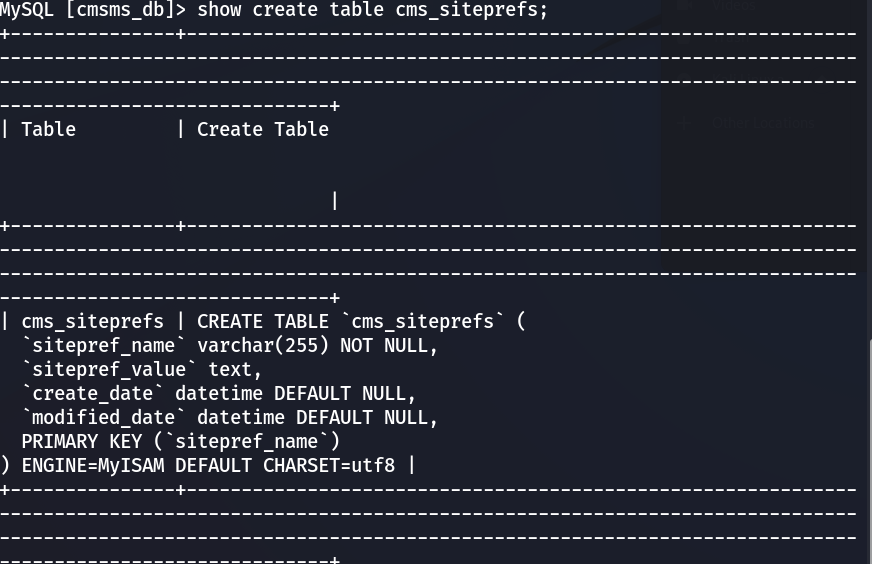 MySQL [cmsms_db]> show create table cms_siteprefs;
+---------------+-------------------------------------------------------------
------------------------------------------------------------------------------
------------------------------------------------------------------------------
------------------------------+
| Table         | Create Table
                              |
+---------------+-------------------------------------------------------------
------------------------------------------------------------------------------
------------------------------------------------------------------------------
------------------------------+
| cms_siteprefs | CREATE TABLE `cms_siteprefs` (
  `sitepref_name` varchar(255) NOT NULL,
  `sitepref_value` text,
  `create_date` datetime DEFAULT NULL,
  `modified_date` datetime DEFAULT NULL,
  PRIMARY KEY (`sitepref_name`)
) ENGINE=MyISAM DEFAULT CHARSET=utf8 |
+---------------+-------------------------------------------------------------
------------------------------------------------------------------------------
------------------------------------------------------------------------------
------------------------------+